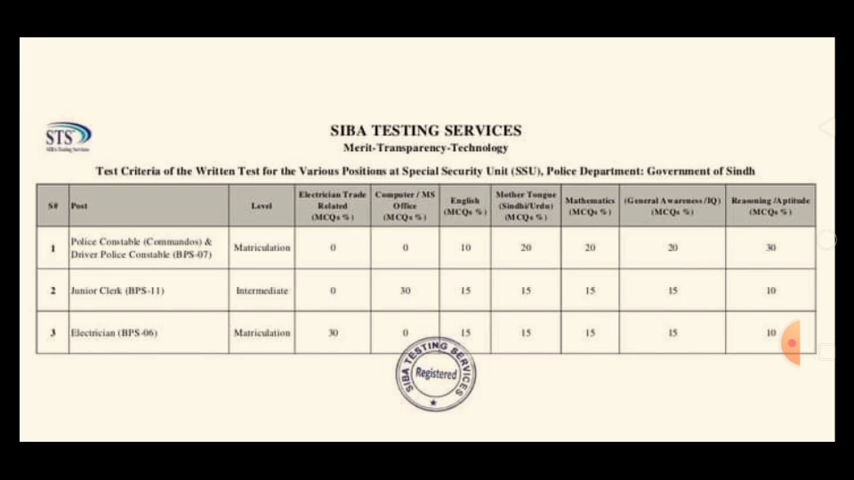 STS
SIBA Testing Services
SIBA TESTING SERVICES
Merit-Transparency-Technology
Test Criteria of the Written Test for the Various Positions at Special Security Unit (SSU), Police Department: Government of Sindh
S# Post Level Electrician Trade Related (MCQs %) Computer / MS Office (MCQs %) English (MCQs %) Mother Tongue (Sindhi/Urdu) (MCQs %) Mathematics (MCQs %) (General Awareness /IQ) (MCQs %) Reasoning /Aptitude (MCQs %)
1 Police Constable (Commandos) & Driver Police Constable (BPS-07) Matriculation 0 0 10 20 20 20 30
2 Junior Clerk (BPS-11) Intermediate 0 30 15 15 15 15 10
3 Electrician (BPS-06) Matriculation 30 0 15 15 15 15 10
SIBA TESTING SERVICES
Registered